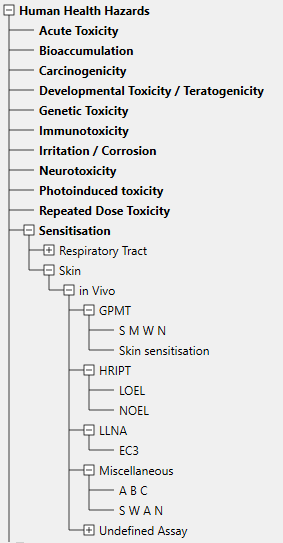 Human Health Hazards
Acute Toxicity
Bioaccumulation
Carcinogenicity
Developmental Toxicity / Teratogenicity
Genetic Toxicity
Immunotoxicity
Irritation / Corrosion
Neurotoxicity
Photoinduced toxicity
Repeated Dose Toxicity
Sensitisation
Respiratory Tract
Skin
in Vivo
GPMT
S M W N
Skin sensitisation
HRIPT
LOEL
NOEL
LLNA
EC3
Miscellaneous
A B C
S W A N
Undefined Assay